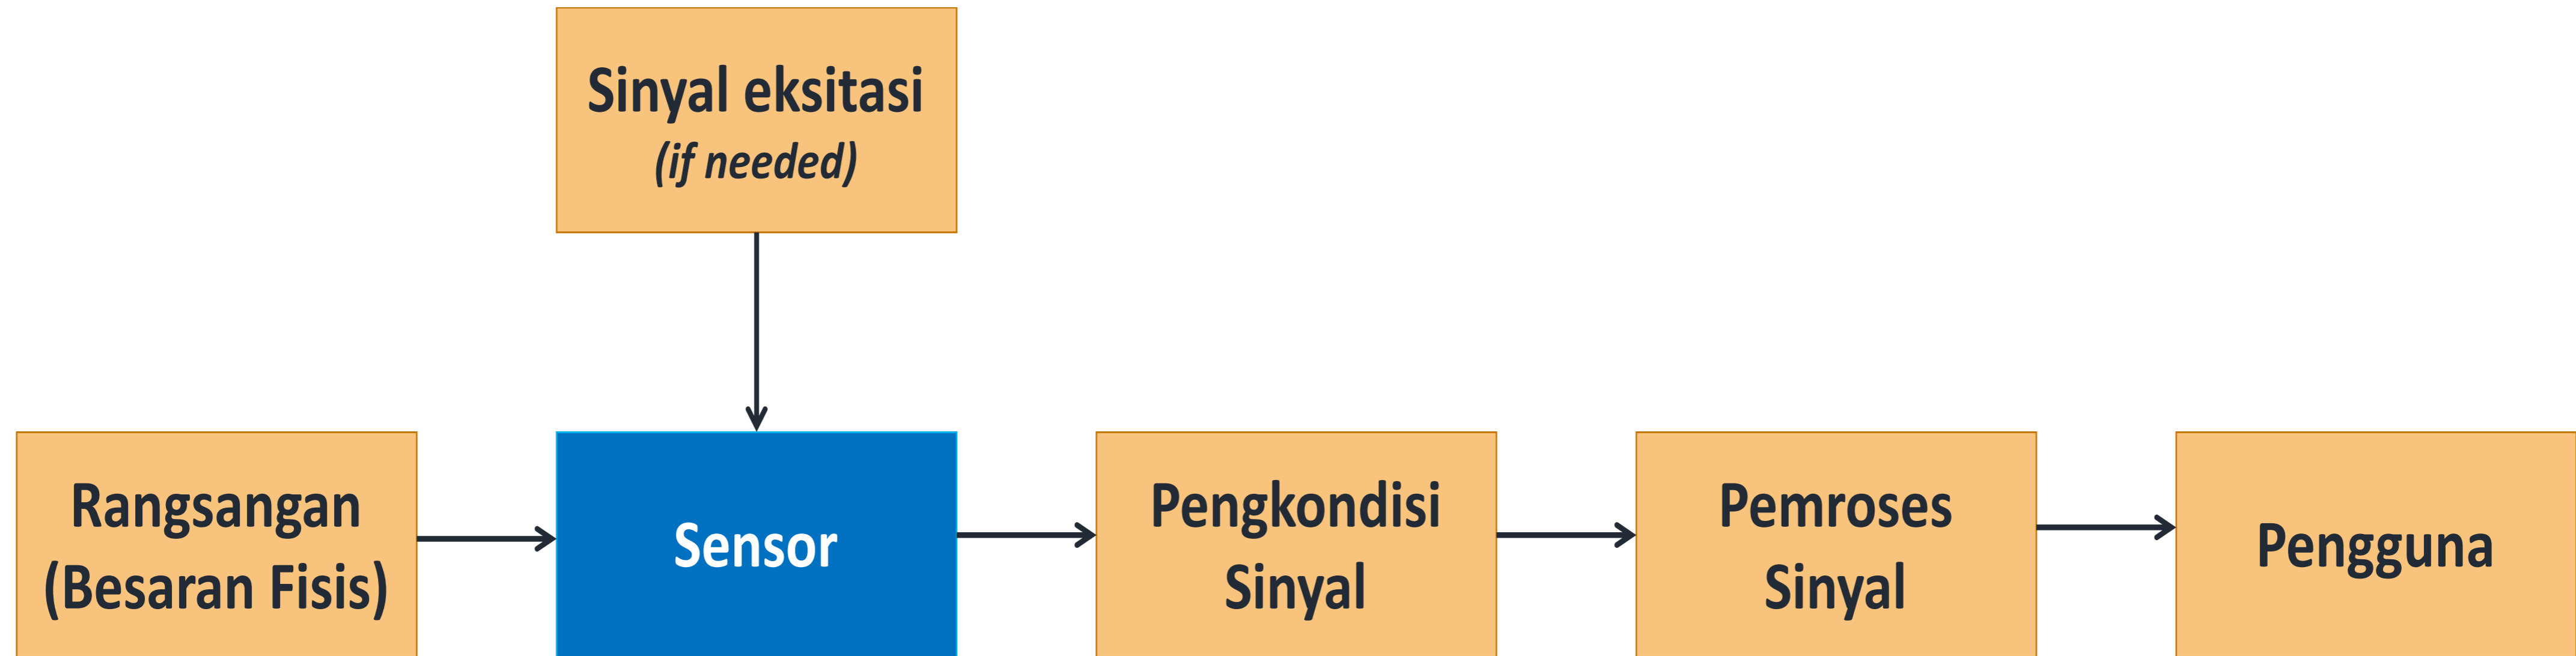 Sinyal eksitasi
(if needed)
Rangsangan
(Besaran Fisis)
Sensor
Pengkondisi
Sinyal
Pemroses
Sinyal
Pengguna